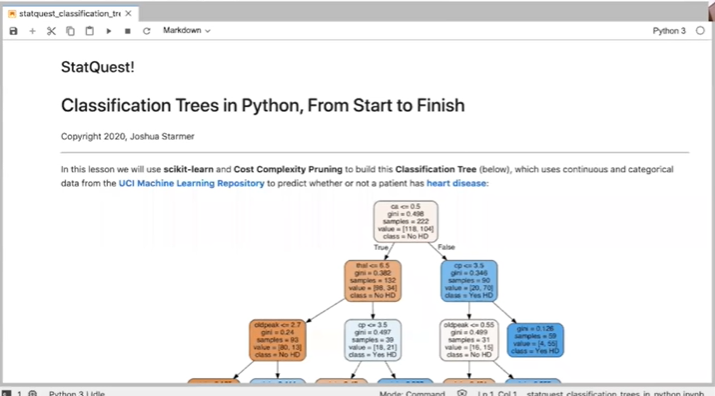 statquest_classification_tre
Markdown
Python 3
StatQuest!
Classification Trees in Python, From Start to Finish
Copyright 2020, Joshua Starmer
In this lesson we will use scikit-learn and Cost Complexity Pruning to build this Classification Tree (below), which uses continuous and categorical
data from the UCI Machine Learning Repository to predict whether or not a patient has heart disease:
ca <= 0.5
gini = 0.498
samples = 222
value = [118, 104]
class = No HD
True
False
thal <= 6.5
gini = 0.382
samples = 132
value = [98, 34]
class = No HD
cp <= 3.5
gini = 0.346
samples = 90
value = [20, 70]
class = Yes HD
oldpeak <= 2.7
gini = 0.24
samples = 93
value = [80, 13]
class = No HD
cp <= 3.5
gini = 0.497
samples = 39
value = [18, 21]
class = Yes HD
oldpeak <= 0.55
gini = 0.499
samples = 31
value = [16, 15]
class = No HD
gini = 0.126
samples = 59
value = [4, 55]
class = Yes HD
1
Python 3 | Idle
Mode: Command
Ln 1, Col 1
statquest_classification_trees_in_python.ipynb